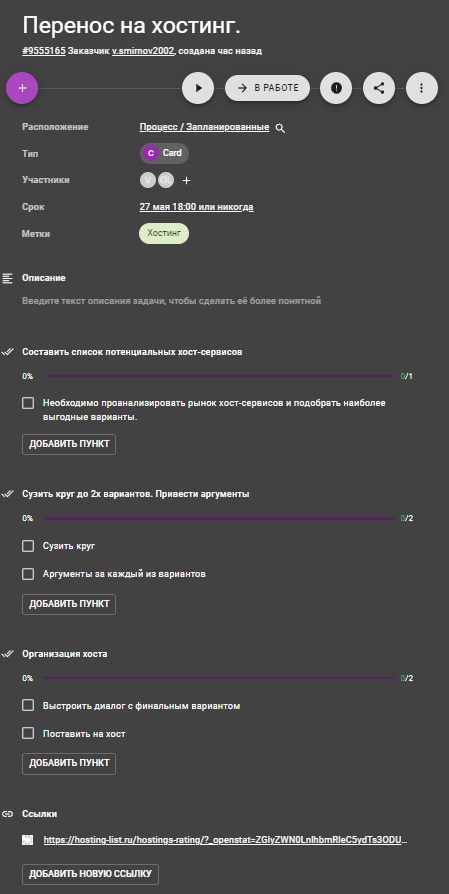 Перенос на хостинг.
#9555165 Заказчик v.smirnov2002, создана час назад
В РАБОТЕ
Расположение Процесс / Запланированные
Тип C Card
Участники V OL
Срок 27 мая 18:00 или никогда
Метки Хостинг
Описание
Введите текст описания задачи, чтобы сделать её более понятной
Составить список потенциальных хост-сервисов
0% 0/1
Необходимо проанализировать рынок хост-сервисов и подобрать наиболее
выгодные варианты.
ДОБАВИТЬ ПУНКТ
Сузить круг до 2х вариантов. Привести аргументы
0% 0/2
Сузить круг
Аргументы за каждый из вариантов
ДОБАВИТЬ ПУНКТ
Организация хоста
0% 0/2
Выстроить диалог с финальным вариантом
Поставить на хост
ДОБАВИТЬ ПУНКТ
Ссылки
https://hosting-list.ru/hostings-rating/?_openstat=ZGlyZWN0LnlhbmRleC5ydTs3ODU...
ДОБАВИТЬ НОВУЮ ССЫЛКУ